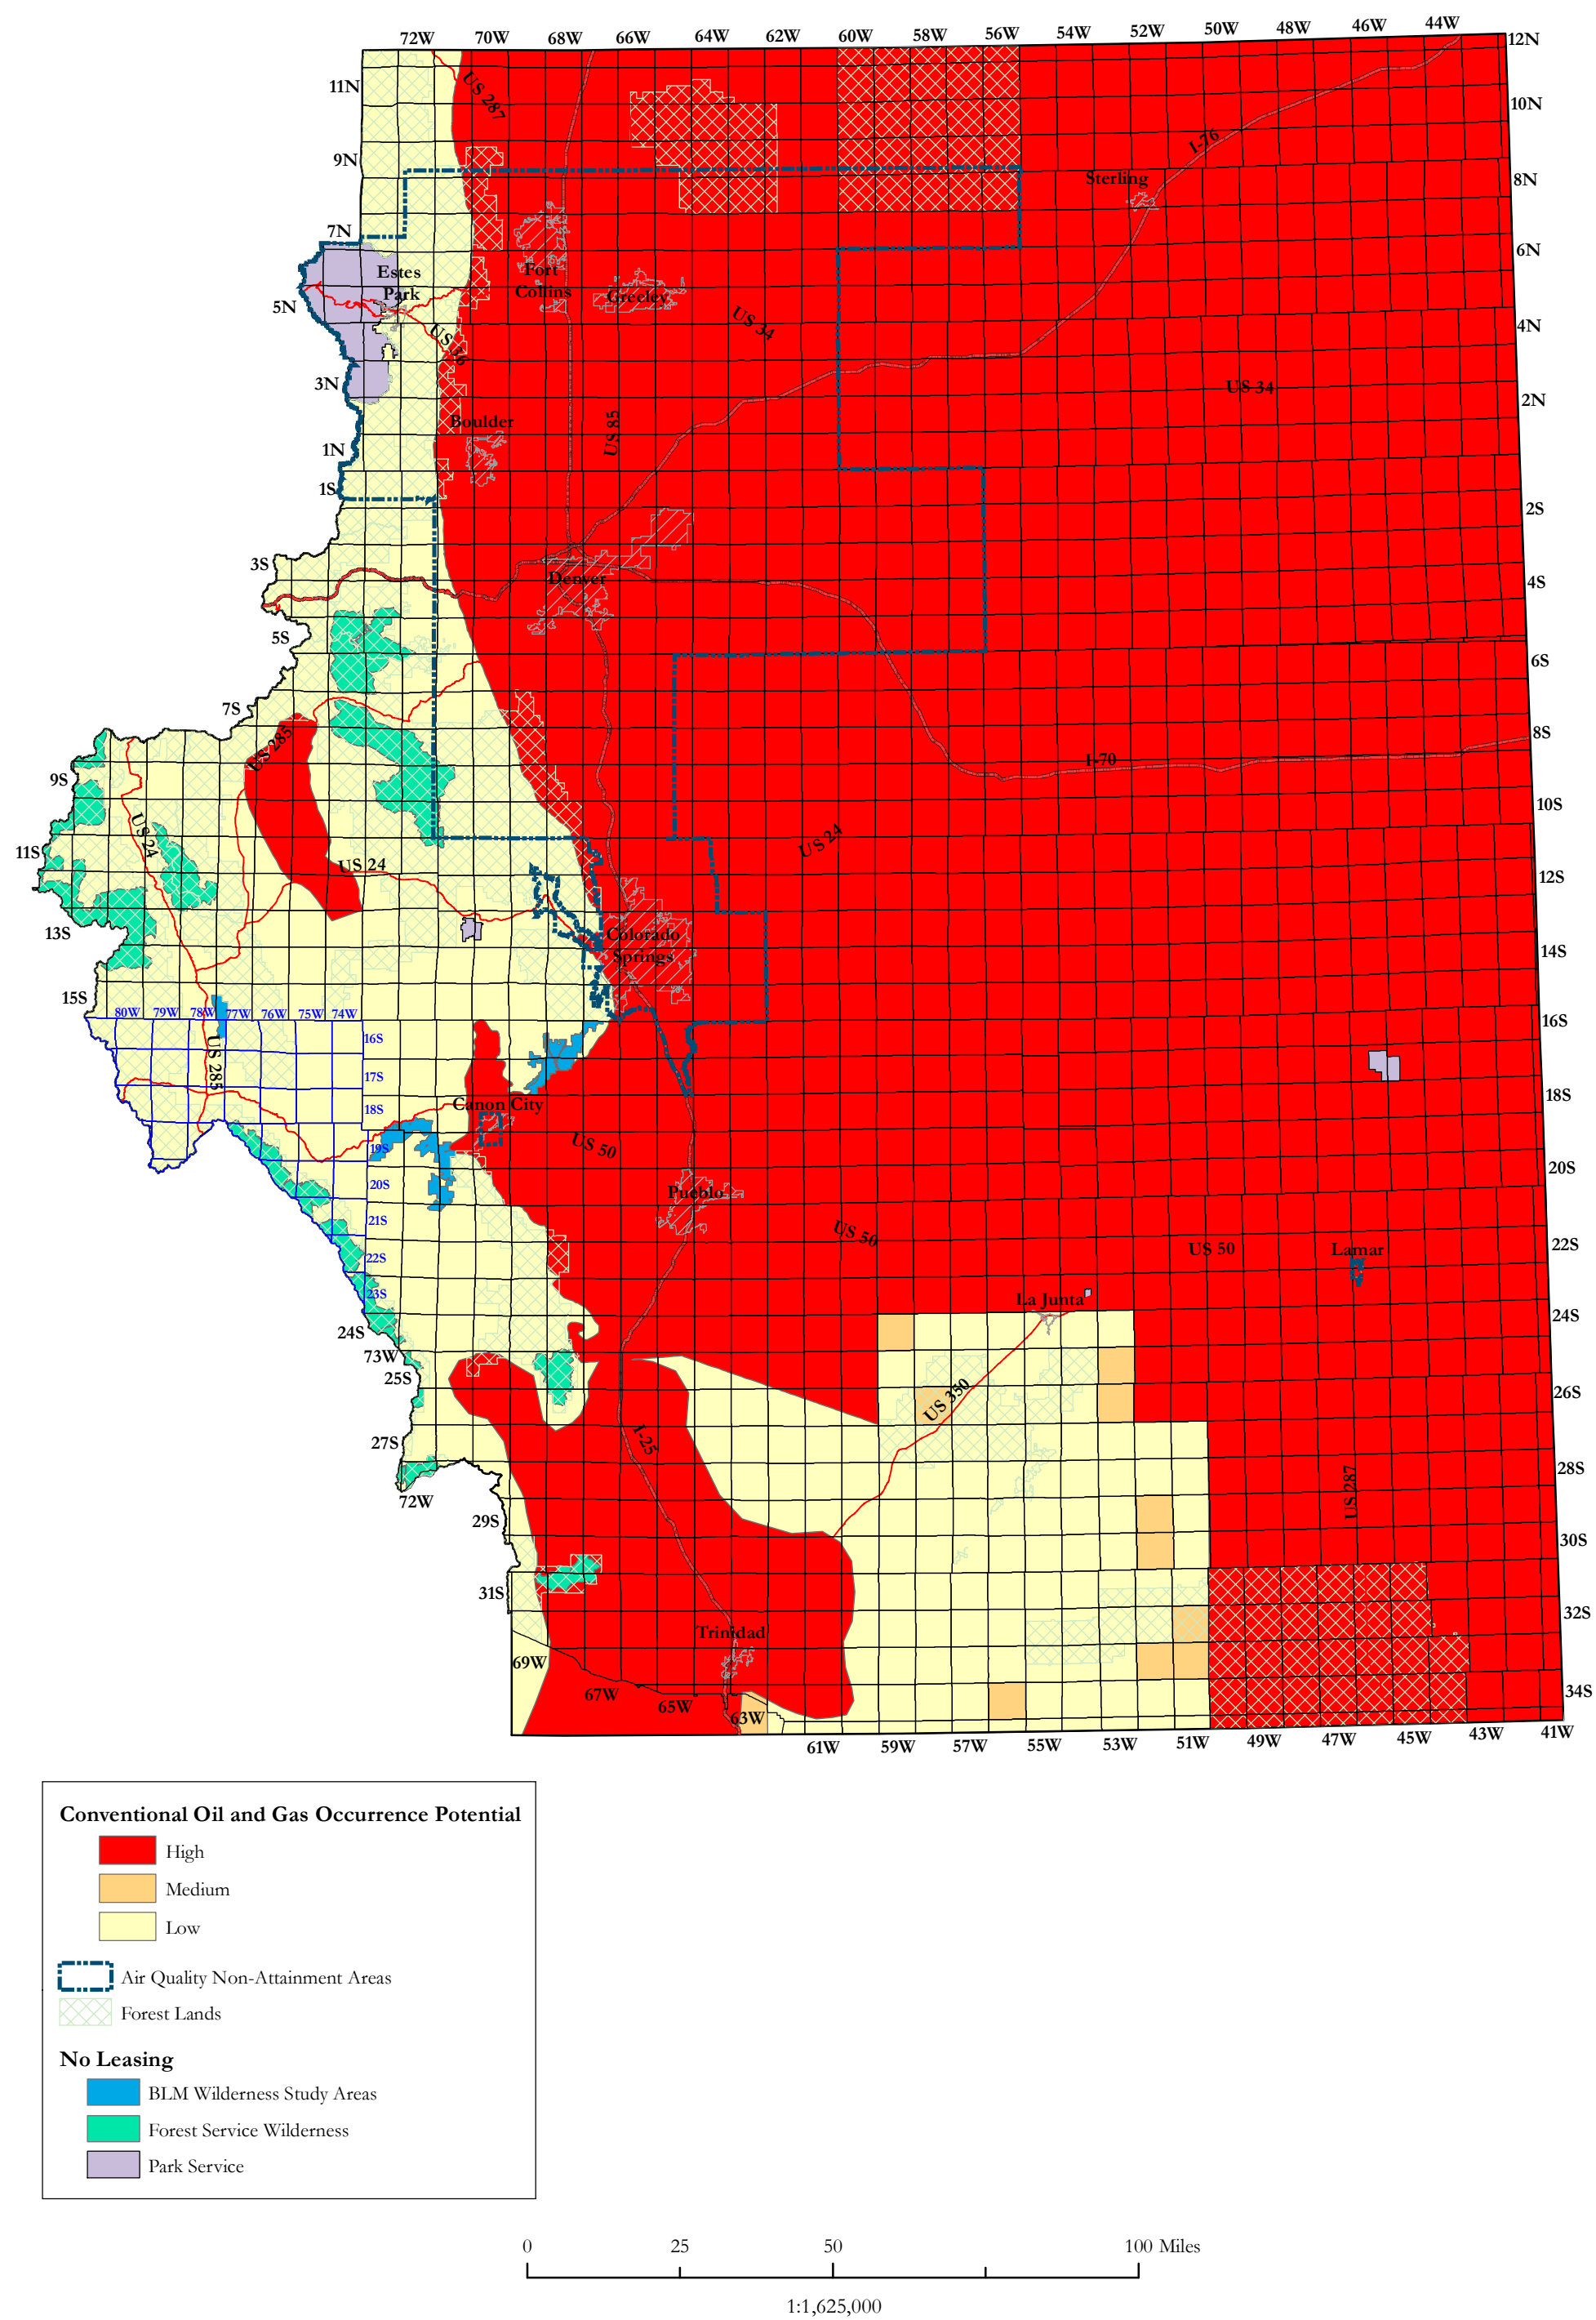 72W 70W 68W 66W 64W 62W 60W 58W 56W 54W 52W 50W 48W 46W 44W
12N
11N
10N
US 287
I-76
9N
8N
Sterling
7N
6N
Estes
Park
Fort
Collins
Greeley
5N
US 34
4N
US 36
3N
US 34
2N
Boulder
US 85
1N
1S
2S
3S
Denver
4S
5S
6S
7S
8S
US 285
I-70
9S
10S
US 24
US 24
11S
US 24
12S
13S
Colorado
Springs
14S
15S
80W 79W 78W 77W 76W 75W 74W
16S
16S
US 285
17S
18S
Canon City
18S
19S
US 50
20S
20S
Pueblo
21S
US 50
22S
US 50
Lamar
22S
23S
La Junta
24S
24S
73W
25S
26S
US 350
27S
I-25
28S
72W
US 287
29S
30S
31S
32S
Trinidad
69W
67W
65W
63W
34S
61W 59W 57W 55W 53W 51W 49W 47W 45W 43W 41W
Conventional Oil and Gas Occurrence Potential
High
Medium
Low
Air Quality Non-Attainment Areas
Forest Lands
No Leasing
BLM Wilderness Study Areas
Forest Service Wilderness
Park Service
0 25 50 100 Miles
1:1,625,000